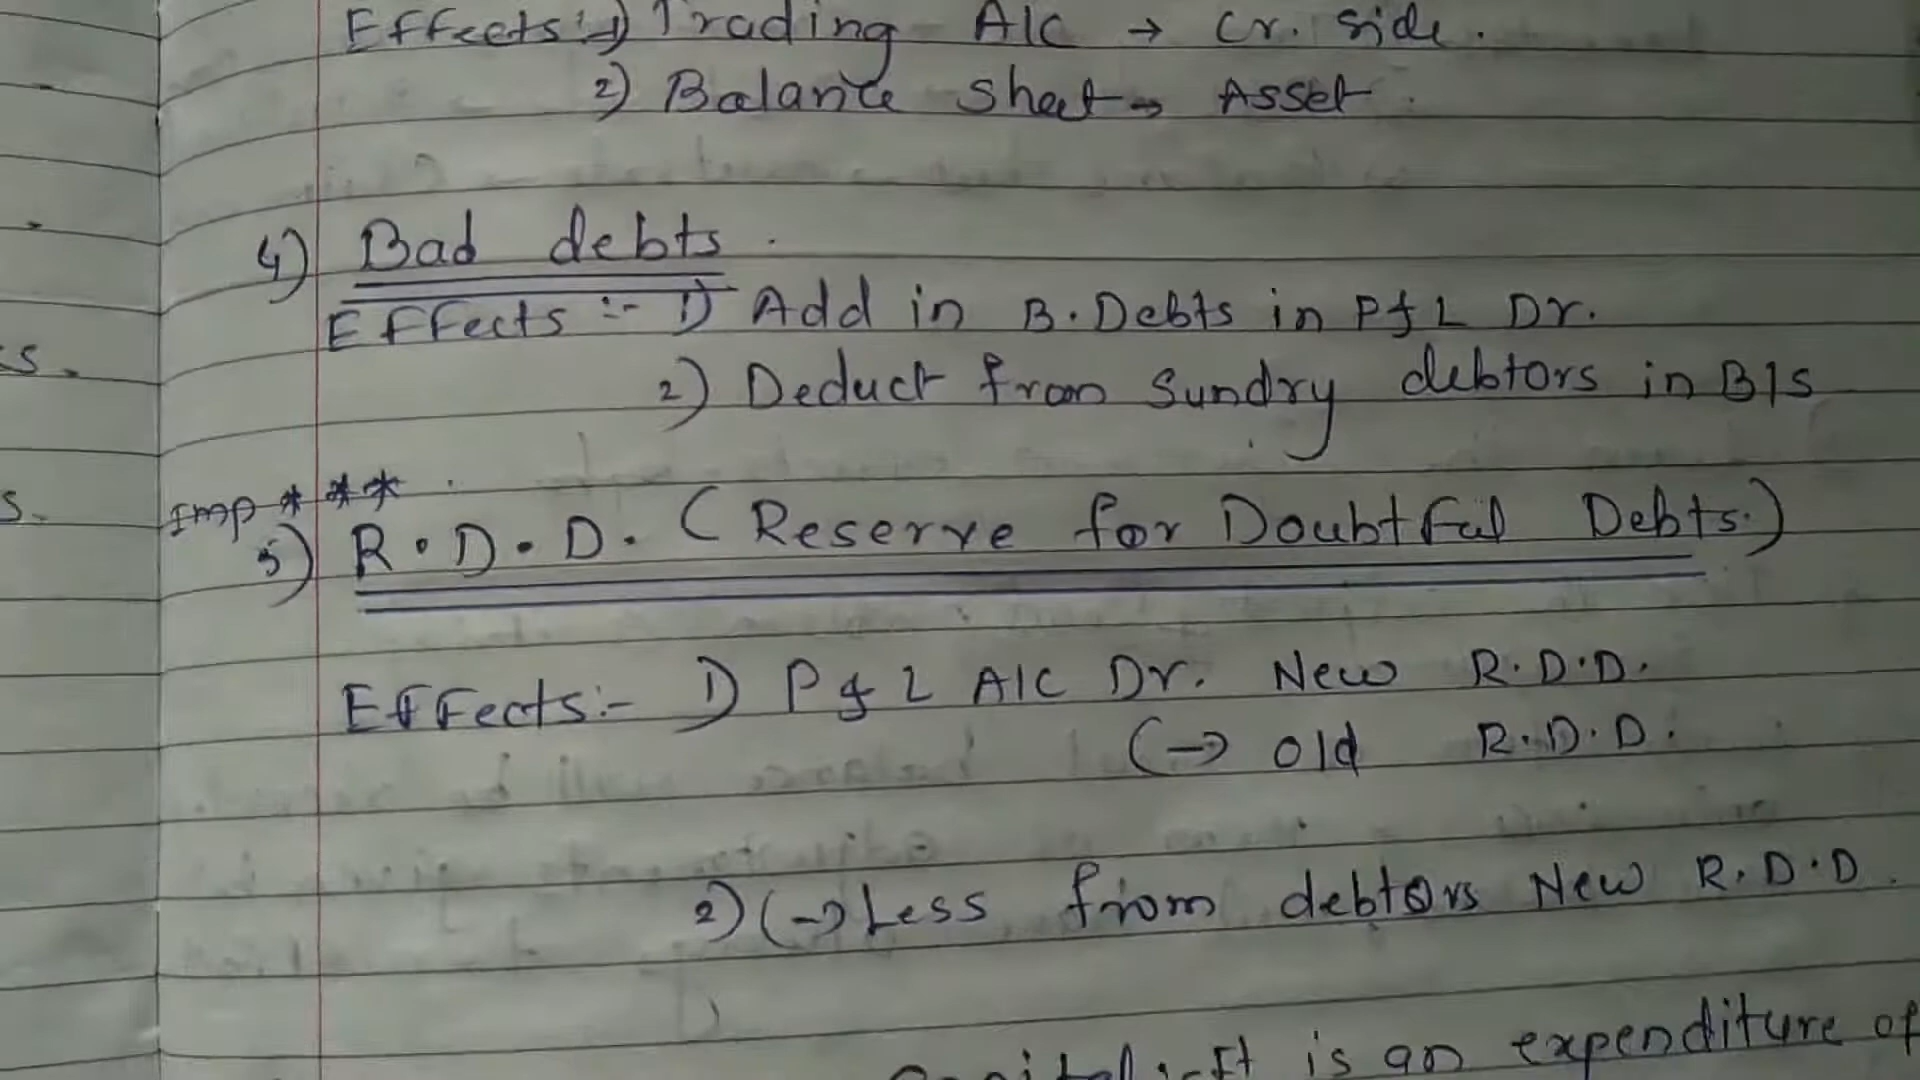 Effects :- 1) Trading A/C → Cr. side.
2) Balance sheet → Asset.
4) Bad debts.
Effects :- 1) Add in B. Debts in P & L Dr.
2) Deduct from Sundry debtors in B/S
s.
Imp * * *
s.
5) R.D.D. (Reserve for Doubtful Debts.)
Effects:- 1) P & L A/C Dr. New R.D.D.
(-) old R.D.D.
2) (-) Less from debtors New R.D.D.
is an expenditure of